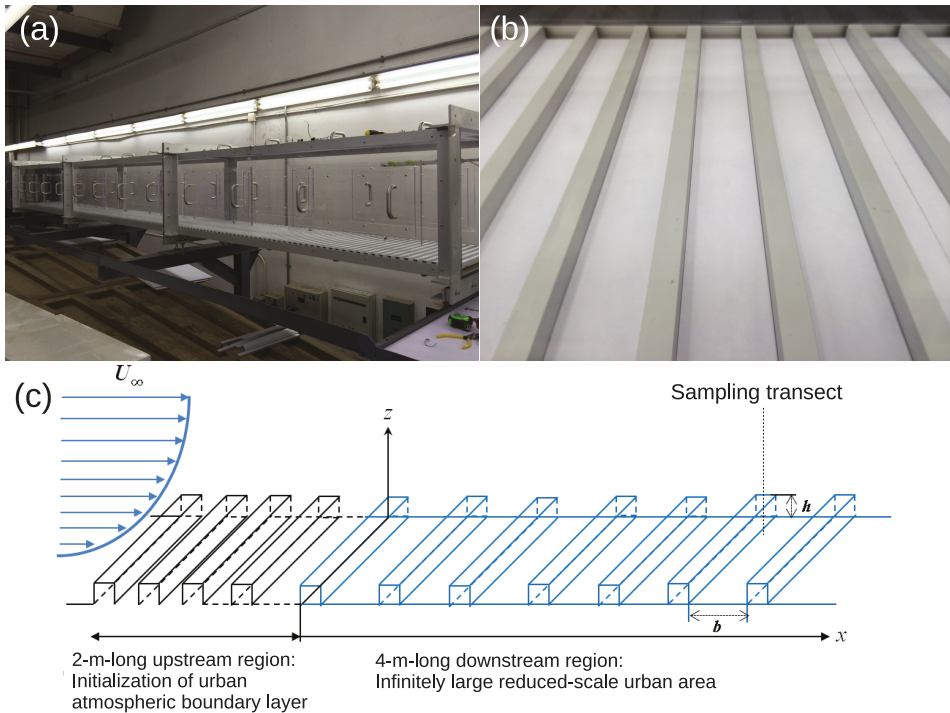 (a)
(b)
(c)
U∞
Sampling transect
z
h
b
x
2-m-long upstream region:
Initialization of urban
atmospheric boundary layer
4-m-long downstream region:
Infinitely large reduced-scale urban area